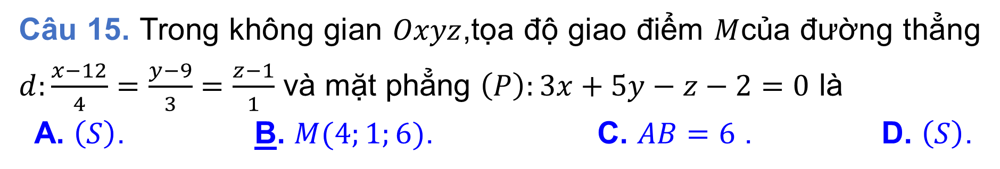 Câu 15. Trong không gian Oxyz,tọa độ giao điểm Mcủa đường thẳng
d: \frac{x-12}{4} = \frac{y-9}{3} = \frac{z-1}{1} và mặt phẳng (P): 3x + 5y − z − 2 = 0 là
A. (S). B. M(4; 1; 6). C. AB = 6 . D. (S).